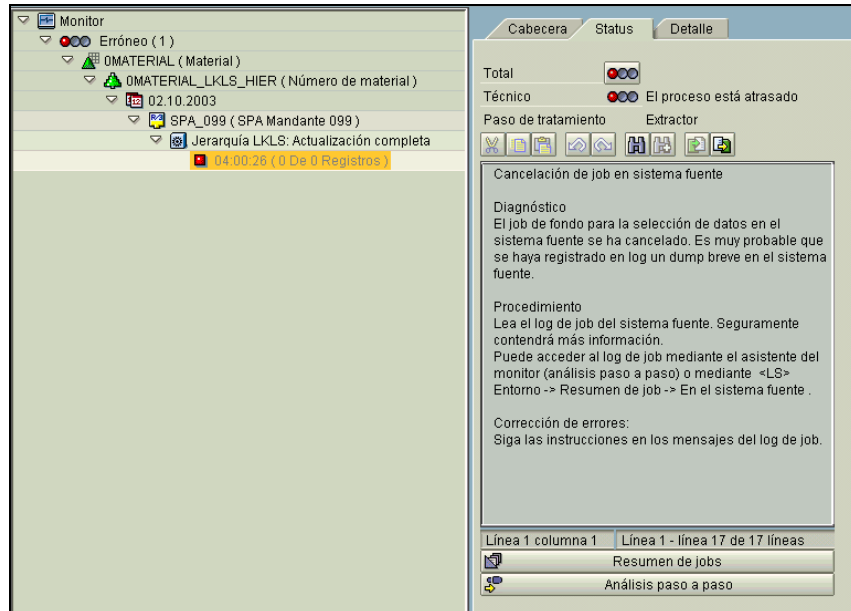 Monitor
Erróneo ( 1 )
0MATERIAL ( Material )
0MATERIAL_LKLS_HIER ( Número de material )
02.10.2003
SPA_099 ( SPA Mandante 099 )
Jerarquía LKLS: Actualización completa
04:00:26 ( 0 De 0 Registros )
Cabecera Status Detalle
Total
Técnico El proceso está atrasado
Paso de tratamiento Extractor
Cancelación de job en sistema fuente
Diagnóstico
El job de fondo para la selección de datos en el
sistema fuente se ha cancelado. Es muy probable que
se haya registrado en log un dump breve en el sistema
fuente.
Procedimiento
Lea el log de job del sistema fuente. Seguramente
contendrá más información.
Puede acceder al log de job mediante el asistente del
monitor (análisis paso a paso) o mediante <LS>
Entorno -> Resumen de job -> En el sistema fuente .
Corrección de errores:
Siga las instrucciones en los mensajes del log de job.
Línea 1 columna 1 Línea 1 - línea 17 de 17 líneas
Resumen de jobs
Análisis paso a paso